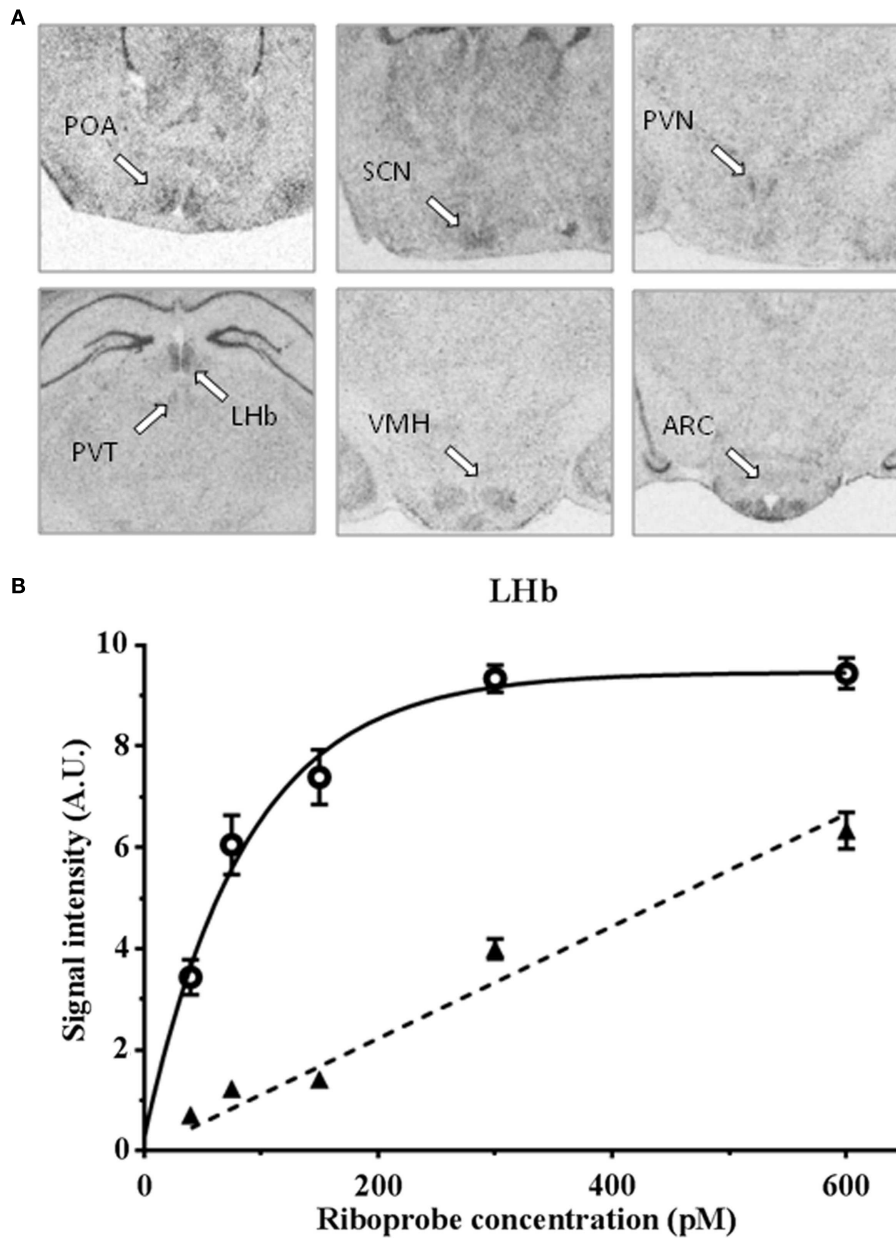 A
POA
SCN
PVN
PVT
LHb
VMH
ARC
B
LHb
10
8
6
4
2
0
Signal intensity (A.U.)
0 200 400 600
Riboprobe concentration (pM)